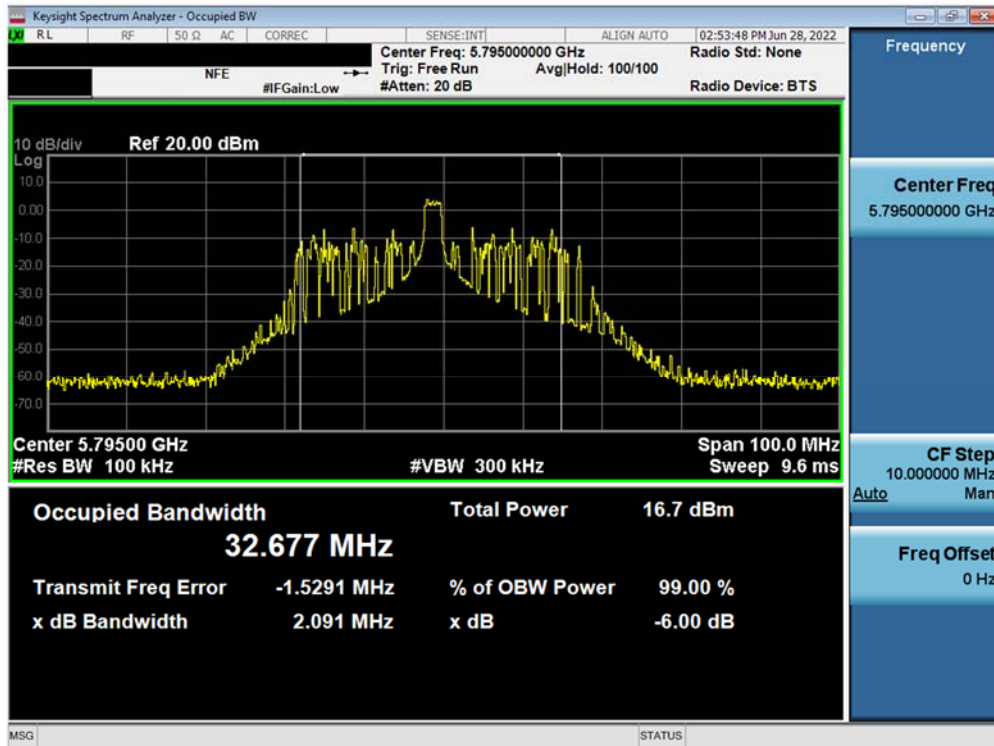 Keysight Spectrum Analyzer - Occupied BW
LXI RL RF 50 Ω AC CORREC SENSE:INT ALIGN AUTO 02:53:48 PM Jun 28, 2022
Center Freq: 5.795000000 GHz Radio Std: None
NFE Trig: Free Run Avg|Hold: 100/100
#IFGain:Low #Atten: 20 dB Radio Device: BTS
Frequency
10 dB/div Ref 20.00 dBm
Log
10.0
0.00
-10.0
-20.0
-30.0
-40.0
-50.0
-60.0
-70.0
Center 5.79500 GHz Span 100.0 MHz
#Res BW 100 kHz #VBW 300 kHz Sweep 9.6 ms
Center Freq
5.795000000 GHz
CF Step
10.000000 MHz
Auto Man
Freq Offset
0 Hz
Occupied Bandwidth Total Power 16.7 dBm
32.677 MHz
Transmit Freq Error -1.5291 MHz % of OBW Power 99.00 %
x dB Bandwidth 2.091 MHz x dB -6.00 dB
MSG STATUS